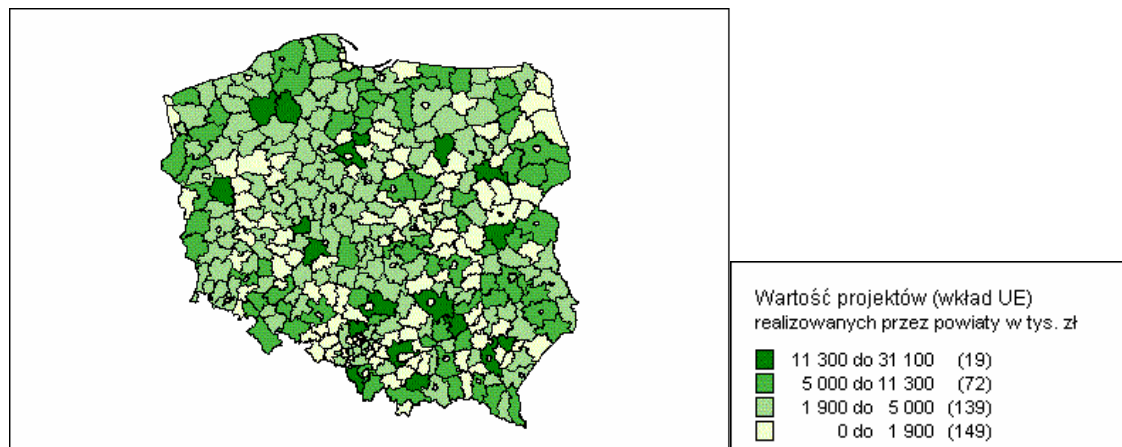 Wartość projektów (wkład UE)
realizowanych przez powiaty w tys. zł
11 300 do 31 100 (19)
5 000 do 11 300 (72)
1 900 do 5 000 (139)
0 do 1 900 (149)